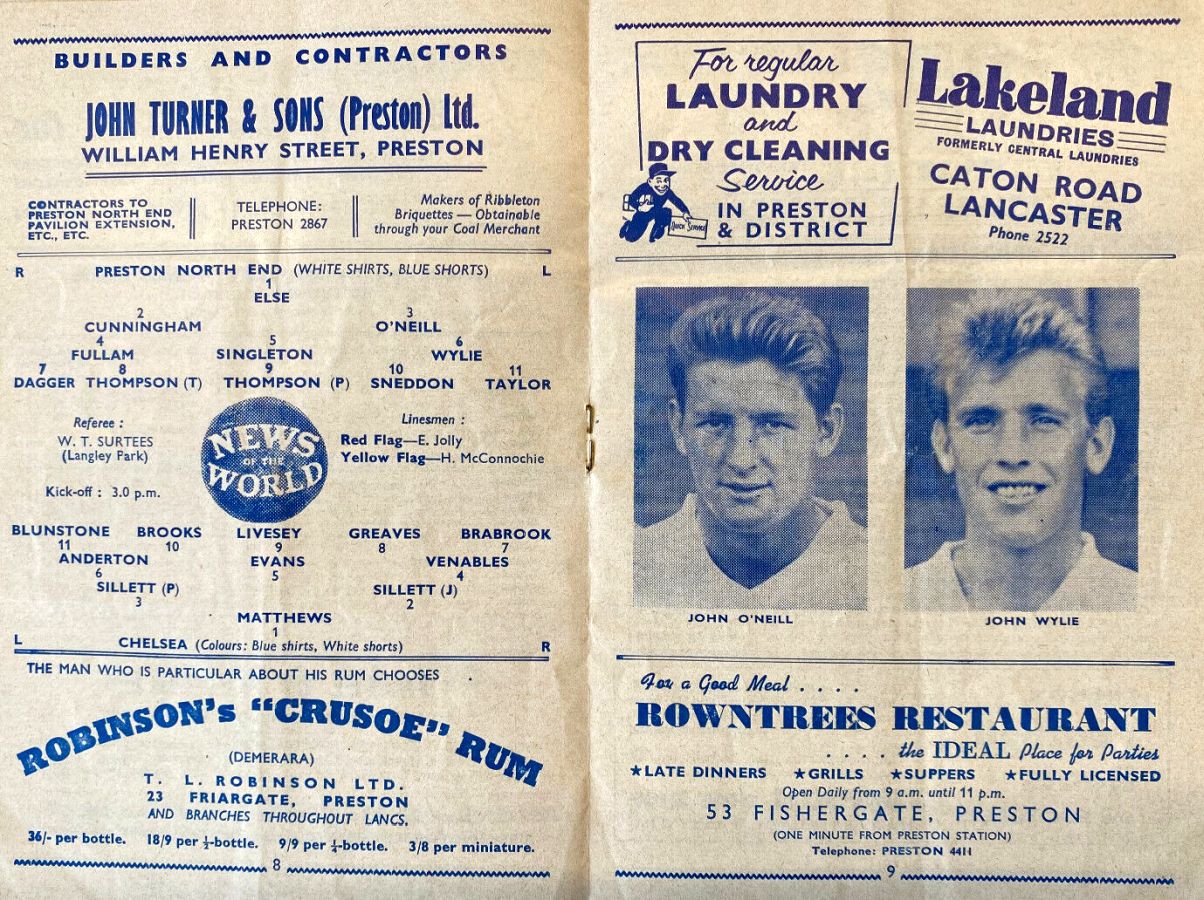 BUILDERS AND CONTRACTORS
JOHN TURNER & SONS (Preston) Ltd.
WILLIAM HENRY STREET, PRESTON
CONTRACTORS TO
PRESTON NORTH END
PAVILION EXTENSION,
ETC., ETC.
TELEPHONE:
PRESTON 2867
Makers of Ribbleton
Briquettes — Obtainable
through your Coal Merchant
R PRESTON NORTH END (WHITE SHIRTS, BLUE SHORTS) L
1
ELSE
2 3
CUNNINGHAM O'NEILL
4 5 6
FULLAM SINGLETON WYLIE
7 8 9 10 11
DAGGER THOMPSON (T) THOMPSON (P) SNEDDON TAYLOR
Referee :
W. T. SURTEES
(Langley Park)
Kick-off : 3.0 p.m.
NEWS
OF THE
WORLD
Linesmen :
Red Flag—E. Jolly
Yellow Flag—H. McConnochie
BLUNSTONE BROOKS LIVESEY GREAVES BRABROOK
11 10 9 8 7
ANDERTON EVANS VENABLES
6 5 4
SILLETT (P) SILLETT (J)
3 2
MATTHEWS
1
L CHELSEA (Colours: Blue shirts, White shorts) R
THE MAN WHO IS PARTICULAR ABOUT HIS RUM CHOOSES
ROBINSON's "CRUSOE" RUM
(DEMERARA)
T. L. ROBINSON LTD.
23 FRIARGATE, PRESTON
AND BRANCHES THROUGHOUT LANCS.
36/- per bottle. 18/9 per ½-bottle. 9/9 per ¼-bottle. 3/8 per miniature.
8
For regular
LAUNDRY
and
DRY CLEANING
Service
IN PRESTON
& DISTRICT
Quick Service
Lakeland
LAUNDRIES
FORMERLY CENTRAL LAUNDRIES
CATON ROAD
LANCASTER
Phone 2522
JOHN O'NEILL
JOHN WYLIE
For a Good Meal . . . .
ROWNTREES RESTAURANT
. . . . the IDEAL Place for Parties
★LATE DINNERS ★GRILLS ★SUPPERS ★FULLY LICENSED
Open Daily from 9 a.m. until 11 p.m.
53 FISHERGATE, PRESTON
(ONE MINUTE FROM PRESTON STATION)
Telephone: PRESTON 4411
9